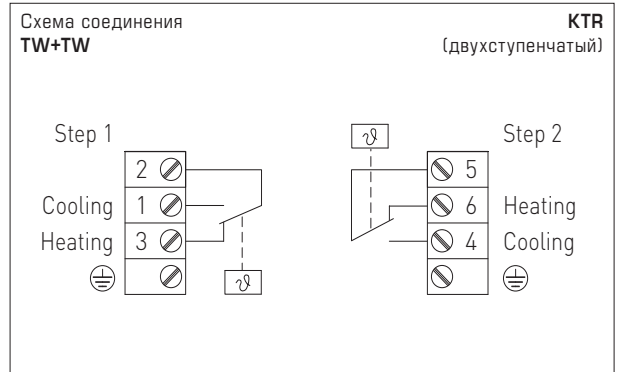 Схема соединения
TW+TW
KTR
(двухступенчатый)
Step 1
2
Cooling 1
Heating 3
ϑ
ϑ
Step 2
5
6 Heating
4 Cooling